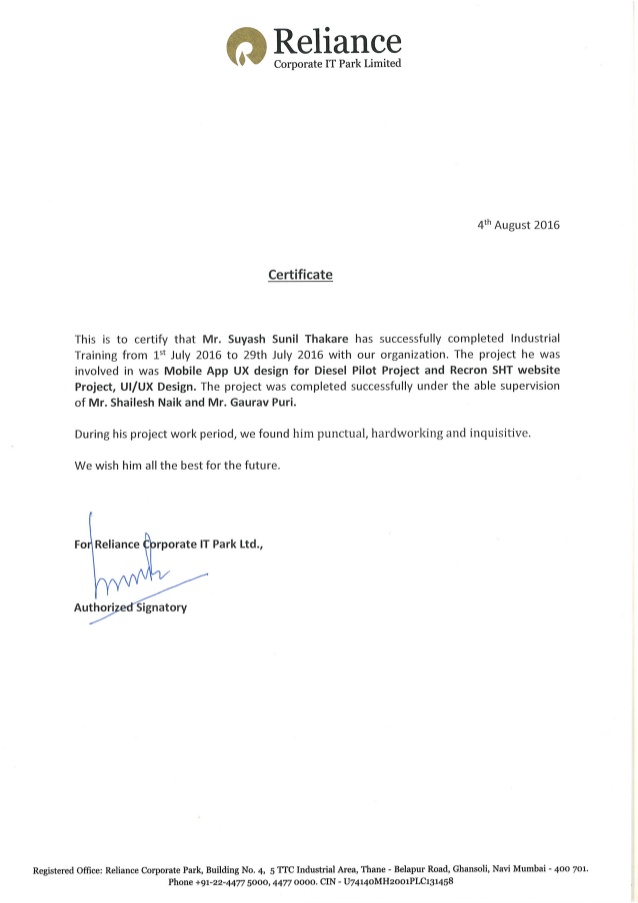 Reliance
Corporate IT Park Limited
4th August 2016
Certificate
This is to certify that Mr. Suyash Sunil Thakare has successfully completed Industrial
Training from 1st July 2016 to 29th July 2016 with our organization. The project he was
involved in was Mobile App UX design for Diesel Pilot Project and Recron SHT website
Project, UI/UX Design. The project was completed successfully under the able supervision
of Mr. Shailesh Naik and Mr. Gaurav Puri.
During his project work period, we found him punctual, hardworking and inquisitive.
We wish him all the best for the future.
For Reliance Corporate IT Park Ltd.,
Authorized Signatory
Registered Office: Reliance Corporate Park, Building No. 4, 5 TTC Industrial Area, Thane - Belapur Road, Ghansoli, Navi Mumbai - 400 701.
Phone +91-22-4477 5000, 4477 0000. CIN - U74140MH2001PLC131458